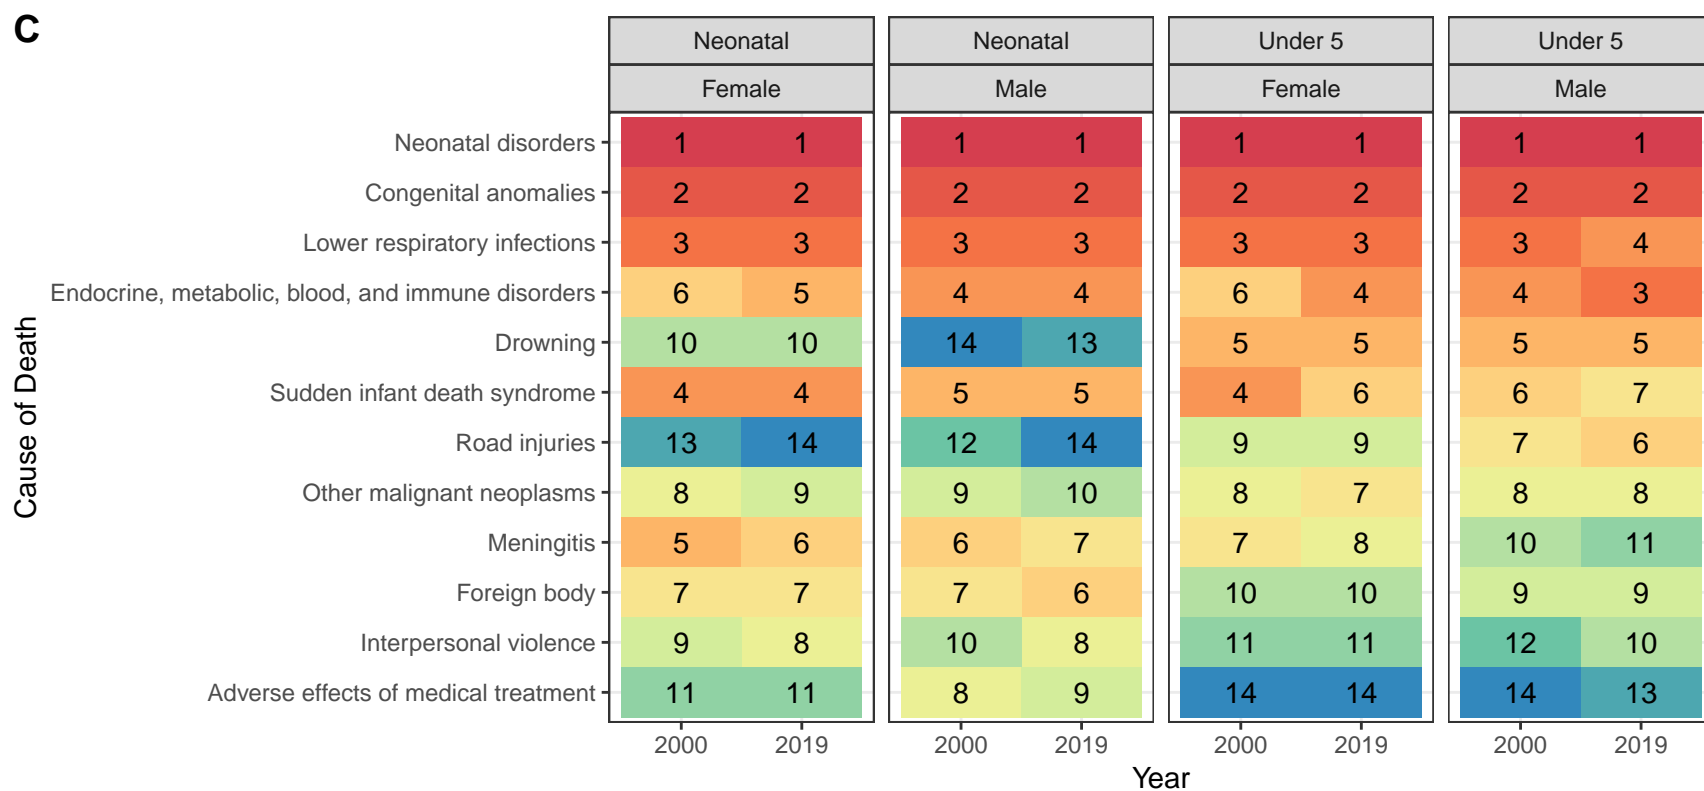 C
Neonatal Neonatal Under 5 Under 5
Female Male Female Male
Neonatal disorders 1 1 1 1 1 1 1 1
Congenital anomalies 2 2 2 2 2 2 2 2
Lower respiratory infections 3 3 3 3 3 3 3 4
Endocrine, metabolic, blood, and immune disorders 6 5 4 4 6 4 4 3
Drowning 10 10 14 13 5 5 5 5
Sudden infant death syndrome 4 4 5 5 4 6 6 7
Road injuries 13 14 12 14 9 9 7 6
Other malignant neoplasms 8 9 9 10 8 7 8 8
Meningitis 5 6 6 7 7 8 10 11
Foreign body 7 7 7 6 10 10 9 9
Interpersonal violence 9 8 10 8 11 11 12 10
Adverse effects of medical treatment 11 11 8 9 14 14 14 13
2000 2019 2000 2019 2000 2019 2000 2019
Year
Cause of Death